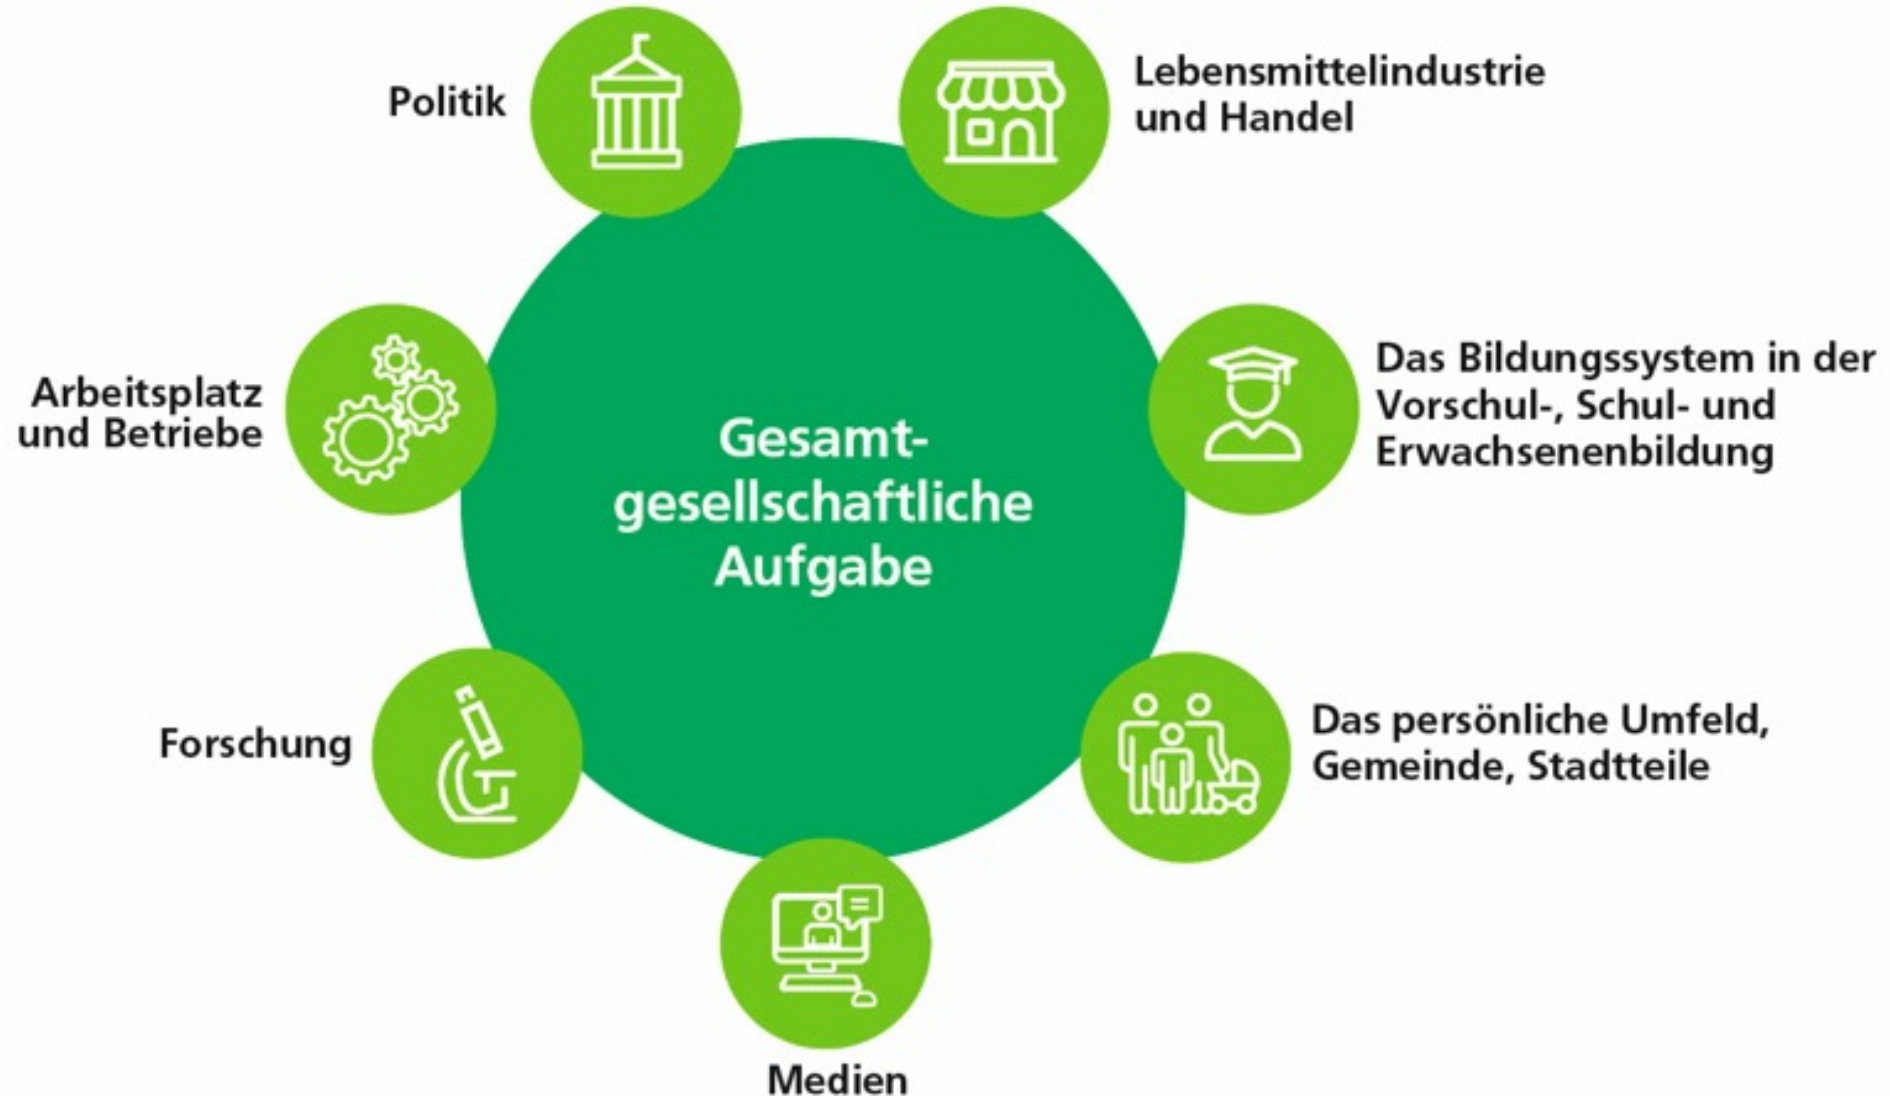 Politik
Lebensmittelindustrie
und Handel
Arbeitsplatz
und Betriebe
Das Bildungssystem in der
Vorschul-, Schul- und
Erwachsenenbildung
Gesamt-
gesellschaftliche
Aufgabe
Forschung
Das persönliche Umfeld,
Gemeinde, Stadtteile
Medien